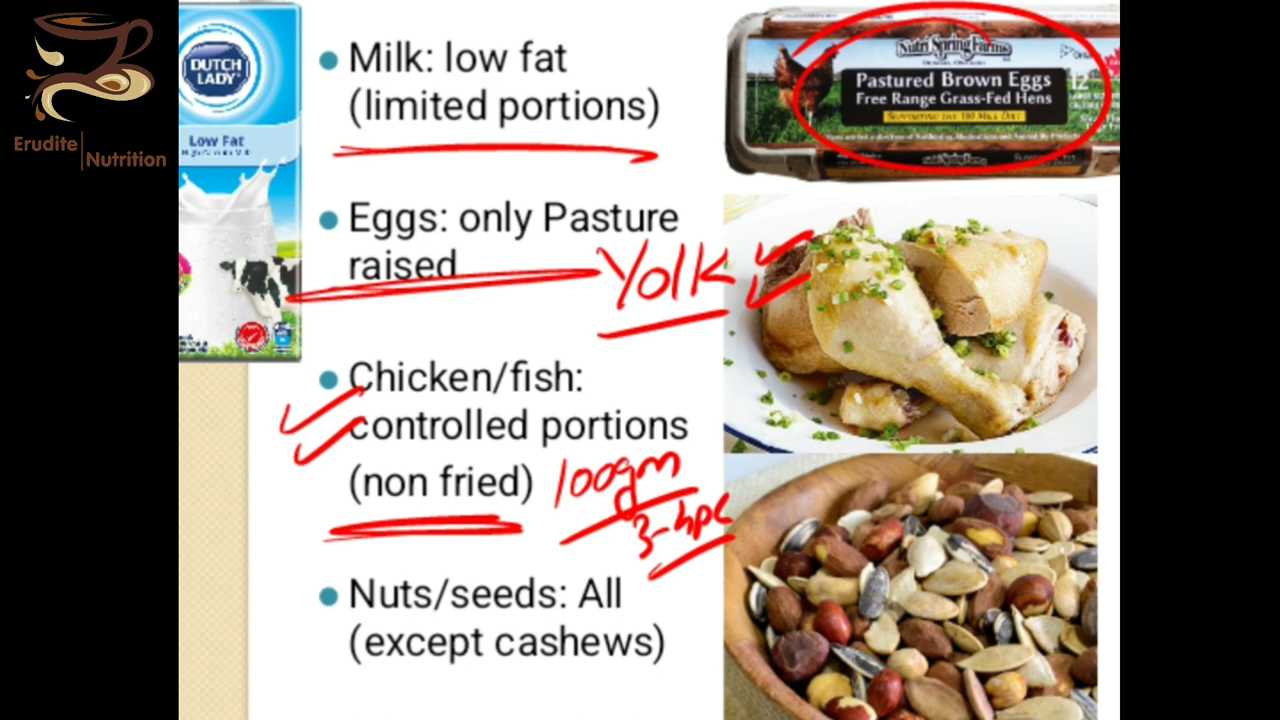 Erudite
Nutrition
DUTCH
LADY
Low Fat
Milk: low fat
(limited portions)
Eggs: only Pasture
raised
Yolk
Chicken/fish:
controlled portions
(non fried)
100gm
Nuts/seeds: All
(except cashews)
Nutri Spring Farms
Pastured Brown Eggs
Free Range Grass-Fed Hens
12